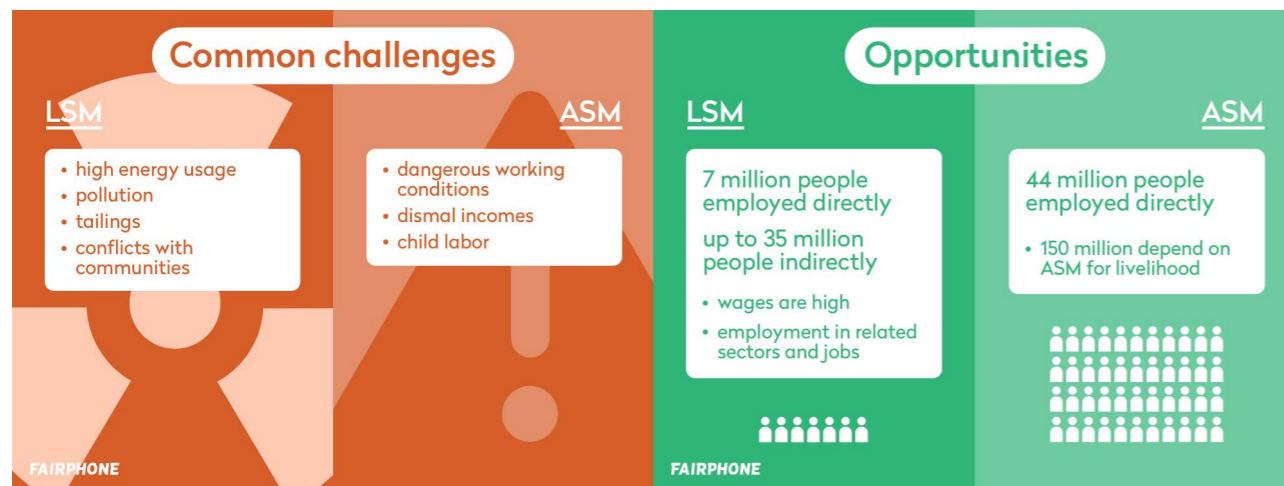 Common challenges
LSM
• high energy usage
• pollution
• tailings
• conflicts with
communities
ASM
• dangerous working
conditions
• dismal incomes
• child labor
FAIRPHONE
Opportunities
LSM
7 million people
employed directly
up to 35 million
people indirectly
• wages are high
• employment in related
sectors and jobs
ASM
44 million people
employed directly
• 150 million depend on
ASM for livelihood
FAIRPHONE